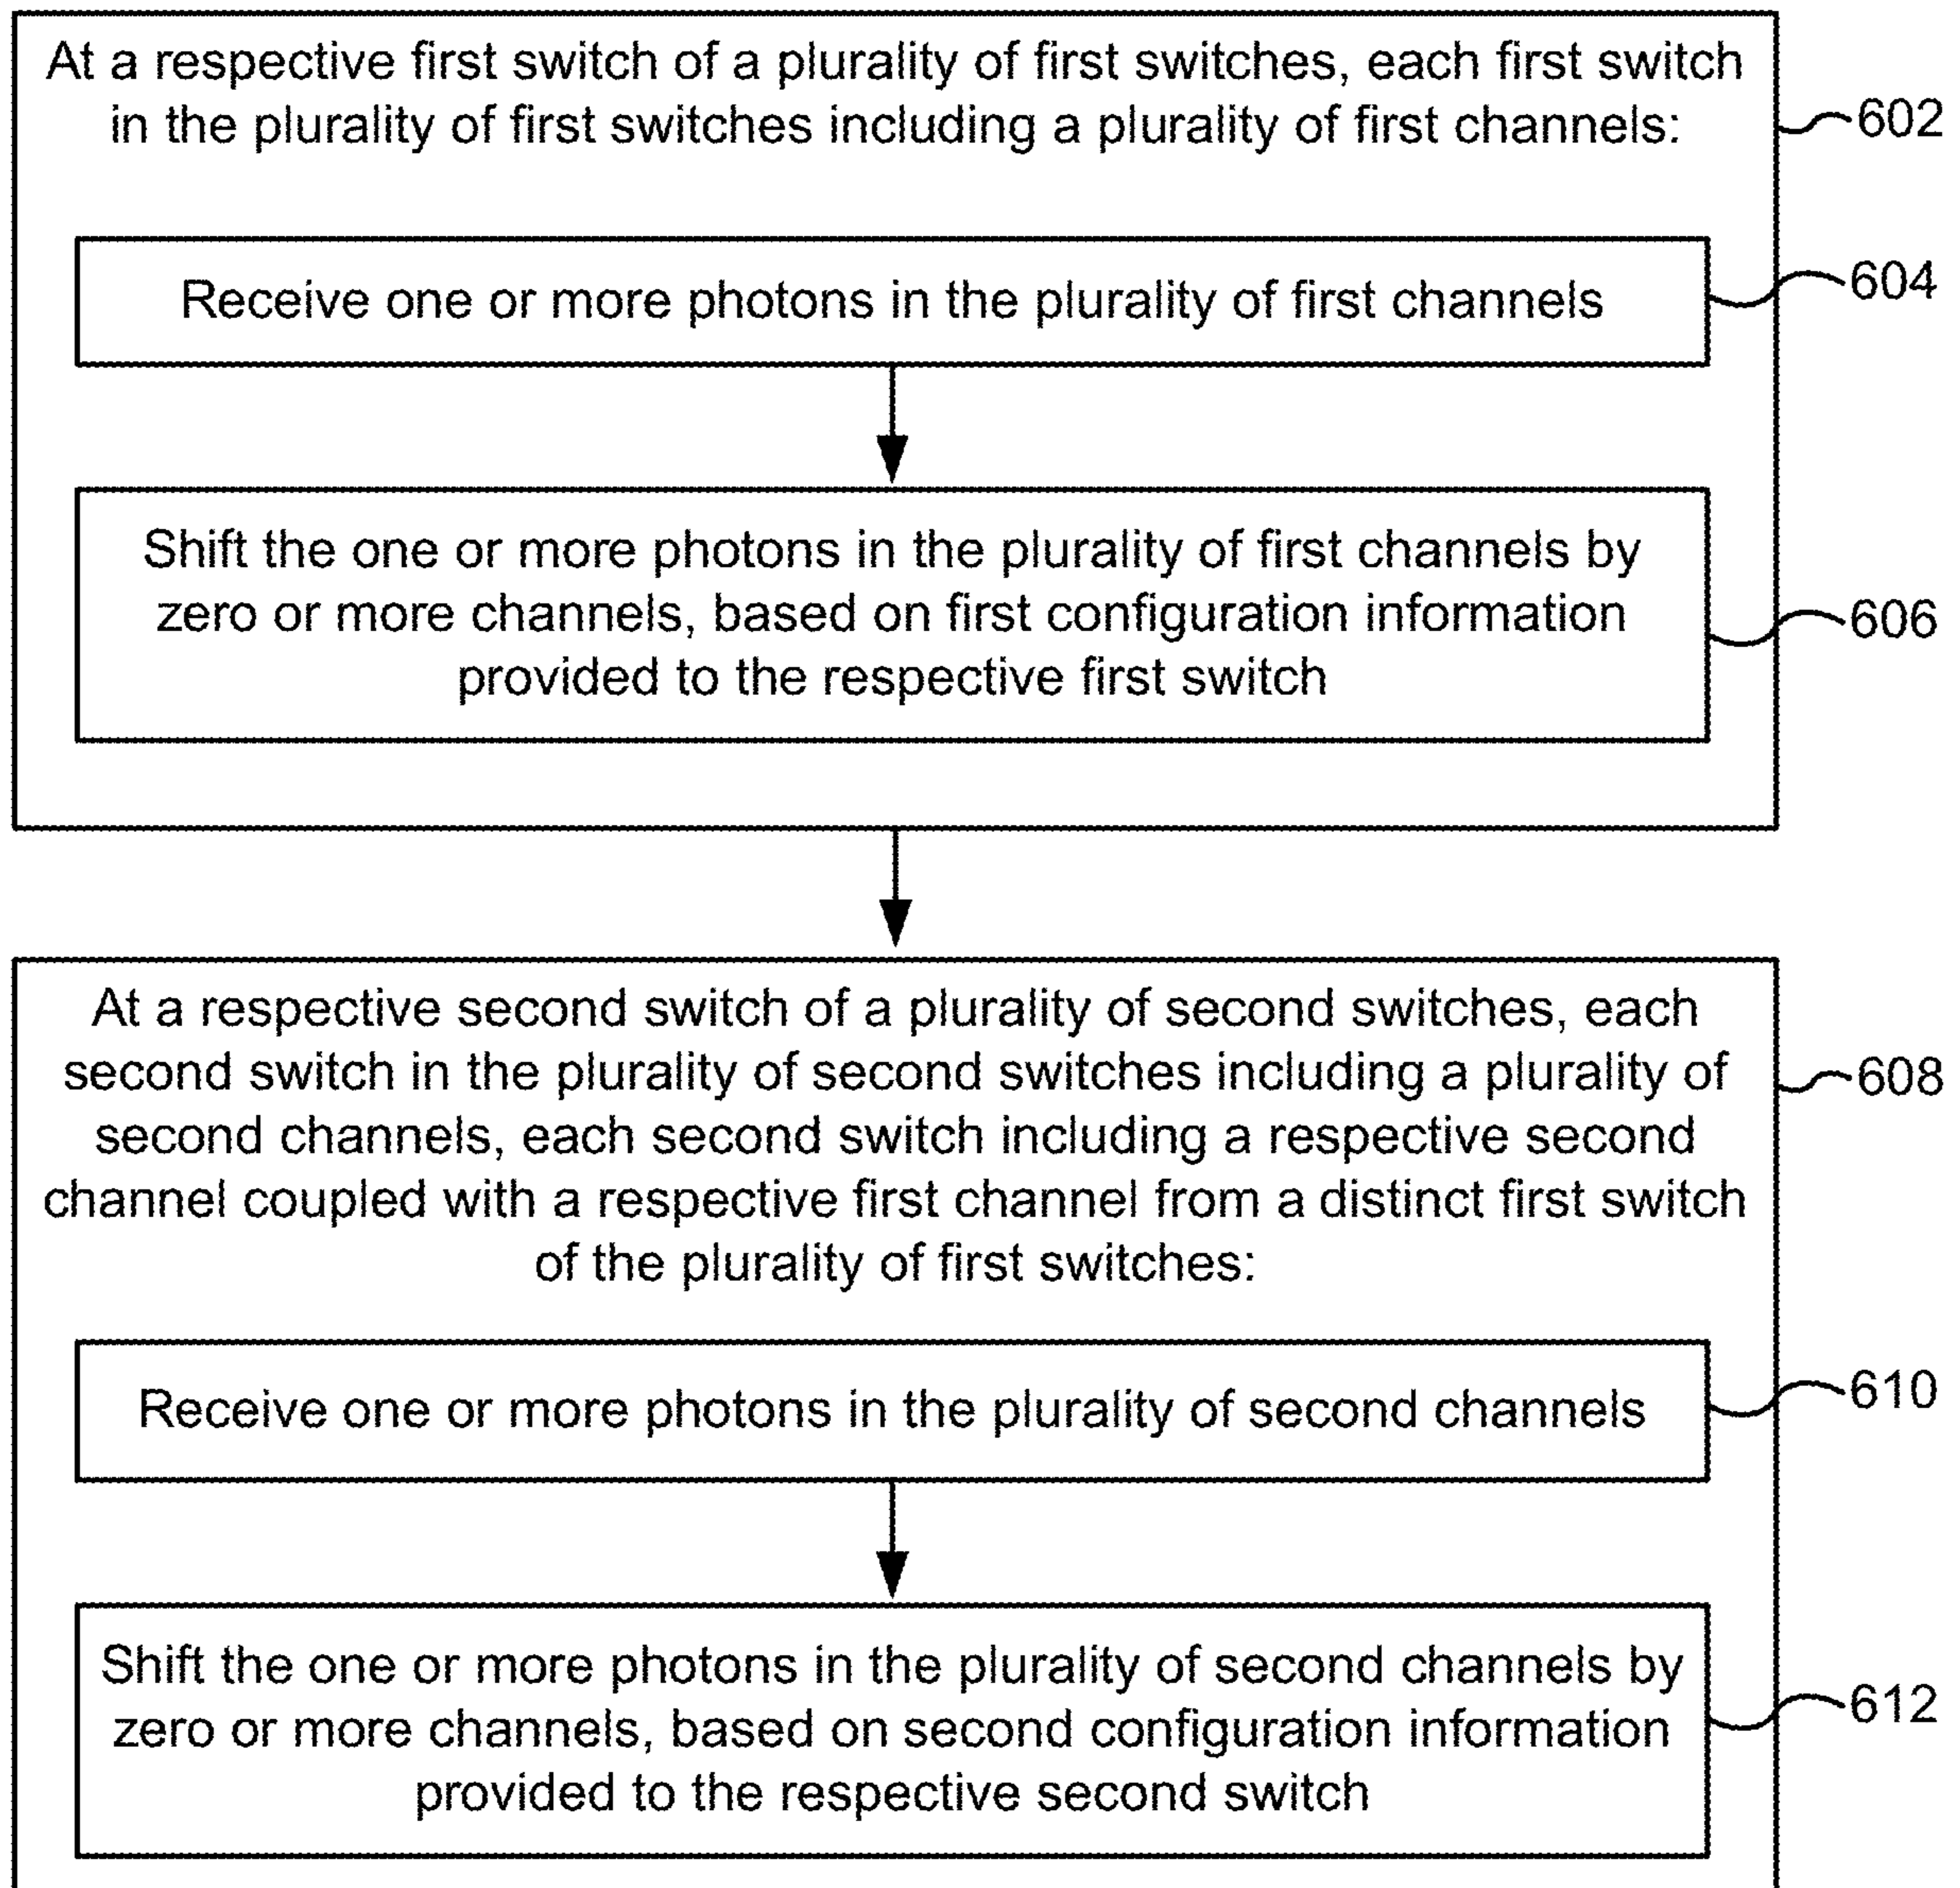 At a respective first switch of a plurality of first switches, each first switch
in the plurality of first switches including a plurality of first channels:
602
Receive one or more photons in the plurality of first channels
604
Shift the one or more photons in the plurality of first channels by
zero or more channels, based on first configuration information
provided to the respective first switch
606
At a respective second switch of a plurality of second switches, each
second switch in the plurality of second switches including a plurality of
second channels, each second switch including a respective second
channel coupled with a respective first channel from a distinct first switch
of the plurality of first switches:
608
Receive one or more photons in the plurality of second channels
610
Shift the one or more photons in the plurality of second channels by
zero or more channels, based on second configuration information
provided to the respective second switch
612